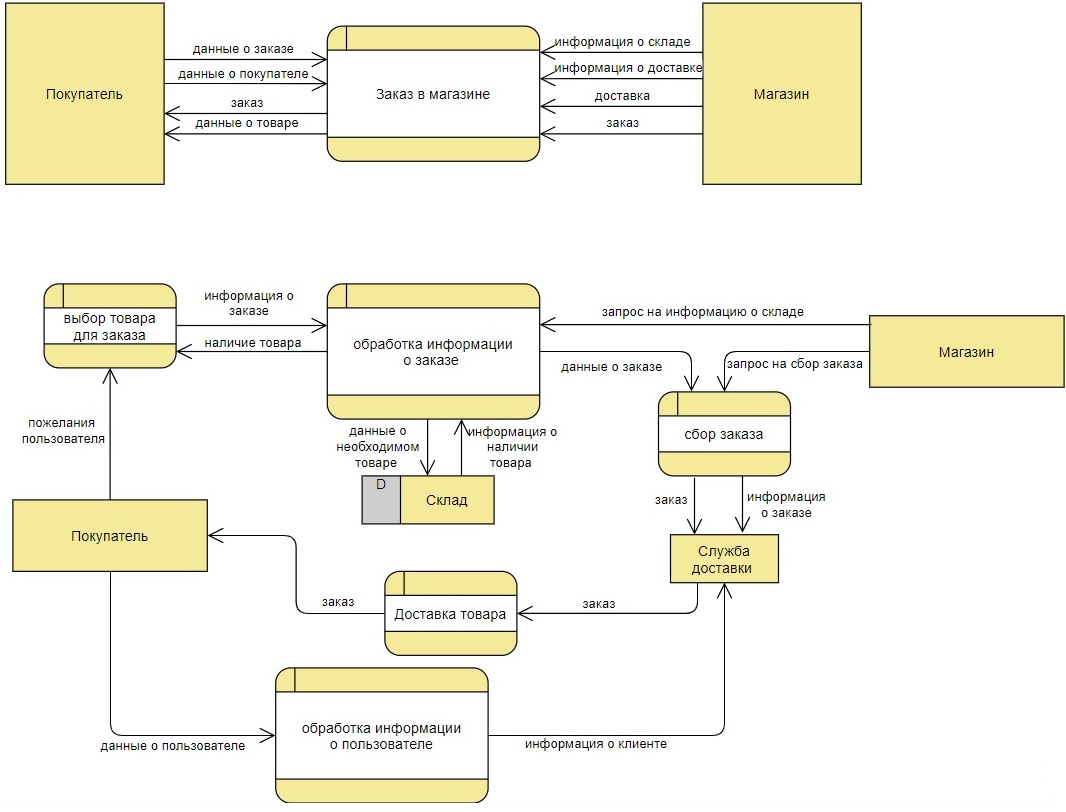 данные о заказе
данные о покупателе
заказ
данные о товаре
Покупатель
Заказ в магазине
информация о складе
информация о доставке
доставка
заказ
Магазин
выбор товара
для заказа
информация о
заказе
наличие товара
обработка информации
о заказе
запрос на информацию о складе
данные о заказе
запрос на сбор заказа
Магазин
пожелания
пользователя
данные о
необходимом
товаре
информация о
наличии
товара
сбор заказа
D
Склад
заказ
информация
о заказе
Покупатель
Служба
доставки
заказ
Доставка товара
заказ
данные о пользователе
обработка информации
о пользователе
информация о клиенте